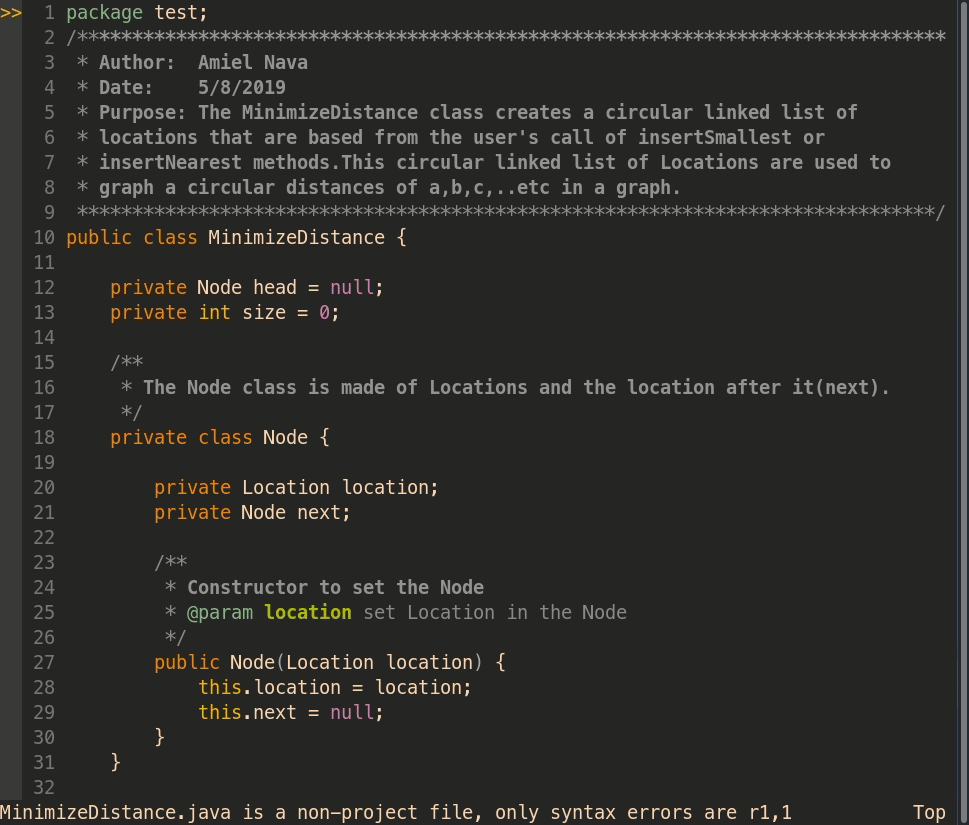 >> 1 package test;
2 /*******************************************************************************
3  * Author:  Amiel Nava
4  * Date:    5/8/2019
5  * Purpose: The MinimizeDistance class creates a circular linked list of
6  * locations that are based from the user's call of insertSmallest or
7  * insertNearest methods.This circular linked list of Locations are used to
8  * graph a circular distances of a,b,c,..etc in a graph.
9  ******************************************************************************/
10 public class MinimizeDistance {
11
12     private Node head = null;
13     private int size = 0;
14
15     /**
16      * The Node class is made of Locations and the location after it(next).
17      */
18     private class Node {
19
20         private Location location;
21         private Node next;
22
23         /**
24          * Constructor to set the Node
25          * @param location set Location in the Node
26          */
27         public Node(Location location) {
28             this.location = location;
29             this.next = null;
30         }
31     }
32
MinimizeDistance.java is a non-project file, only syntax errors are r1,1           Top